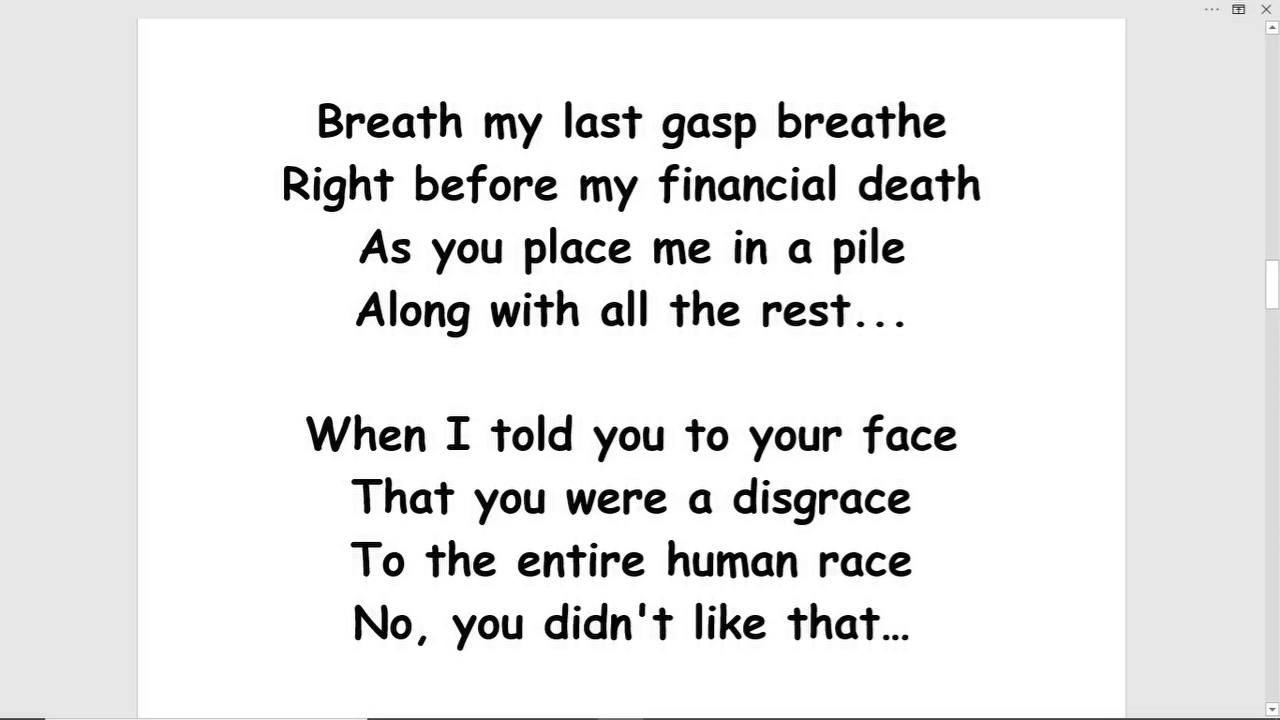 Breath my last gasp breathe
Right before my financial death
As you place me in a pile
Along with all the rest...
When I told you to your face
That you were a disgrace
To the entire human race
No, you didn't like that…